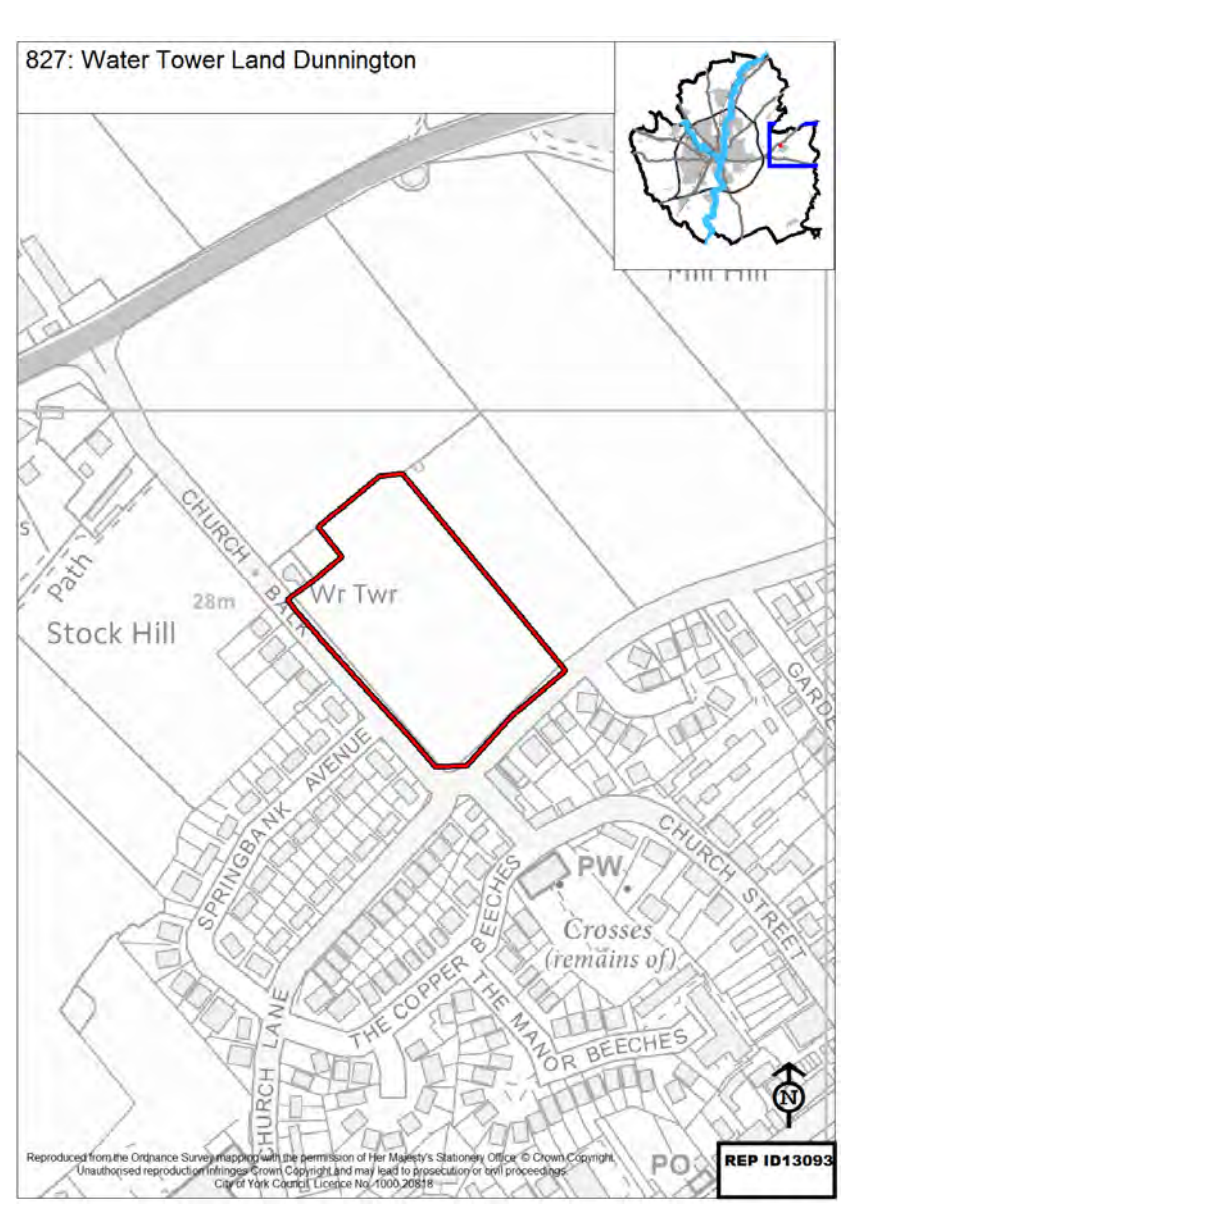 827: Water Tower Land Dunnington
Mill Hill
CHURCH BALK
s
Path
Wr Twr
28m
Stock Hill
GARDE
SPRINGBANK AVENUE
CHURCH STREET
PW
Crosses
(remains of)
THE COPPER BEECHES
THE MANOR BEECHES
CHURCH LANE
N
Reproduced from the Ordnance Survey mapping with the permission of Her Majesty's Stationery Office. © Crown Copyright.
Unauthorised reproduction infringes Crown Copyright and may lead to prosecution or civil proceedings.
City of York Council, Licence No. 1000 20818
PO
REP ID13093